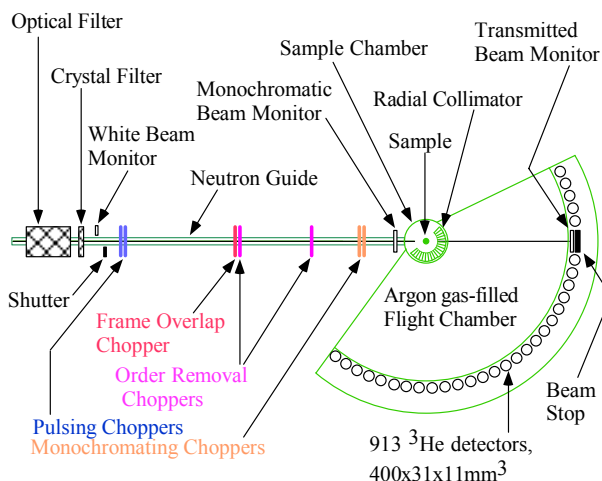 Optical Filter
Crystal Filter
White Beam
Monitor
Neutron Guide
Sample Chamber
Monochromatic
Beam Monitor
Transmitted
Beam Monitor
Radial Collimator
Sample
Shutter
Frame Overlap
Chopper
Order Removal
Choppers
Pulsing Choppers
Monochromating Choppers
Argon gas-filled
Flight Chamber
Beam
Stop
913 ³He detectors,
400x31x11mm³